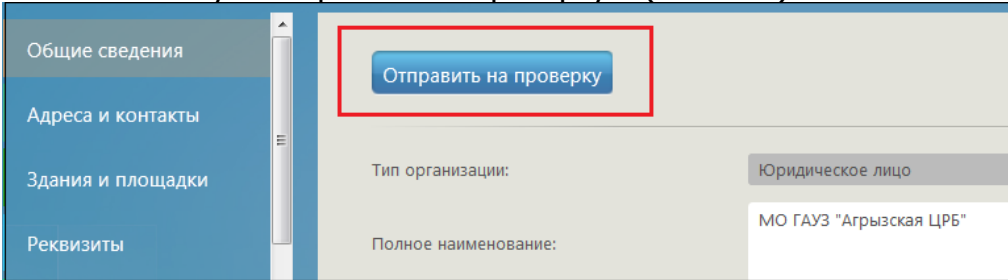 Общие сведения
Адреса и контакты
Здания и площадки
Реквизиты
Отправить на проверку
Тип организации:
Юридическое лицо
Полное наименование:
МО ГАУЗ "Агрызская ЦРБ"